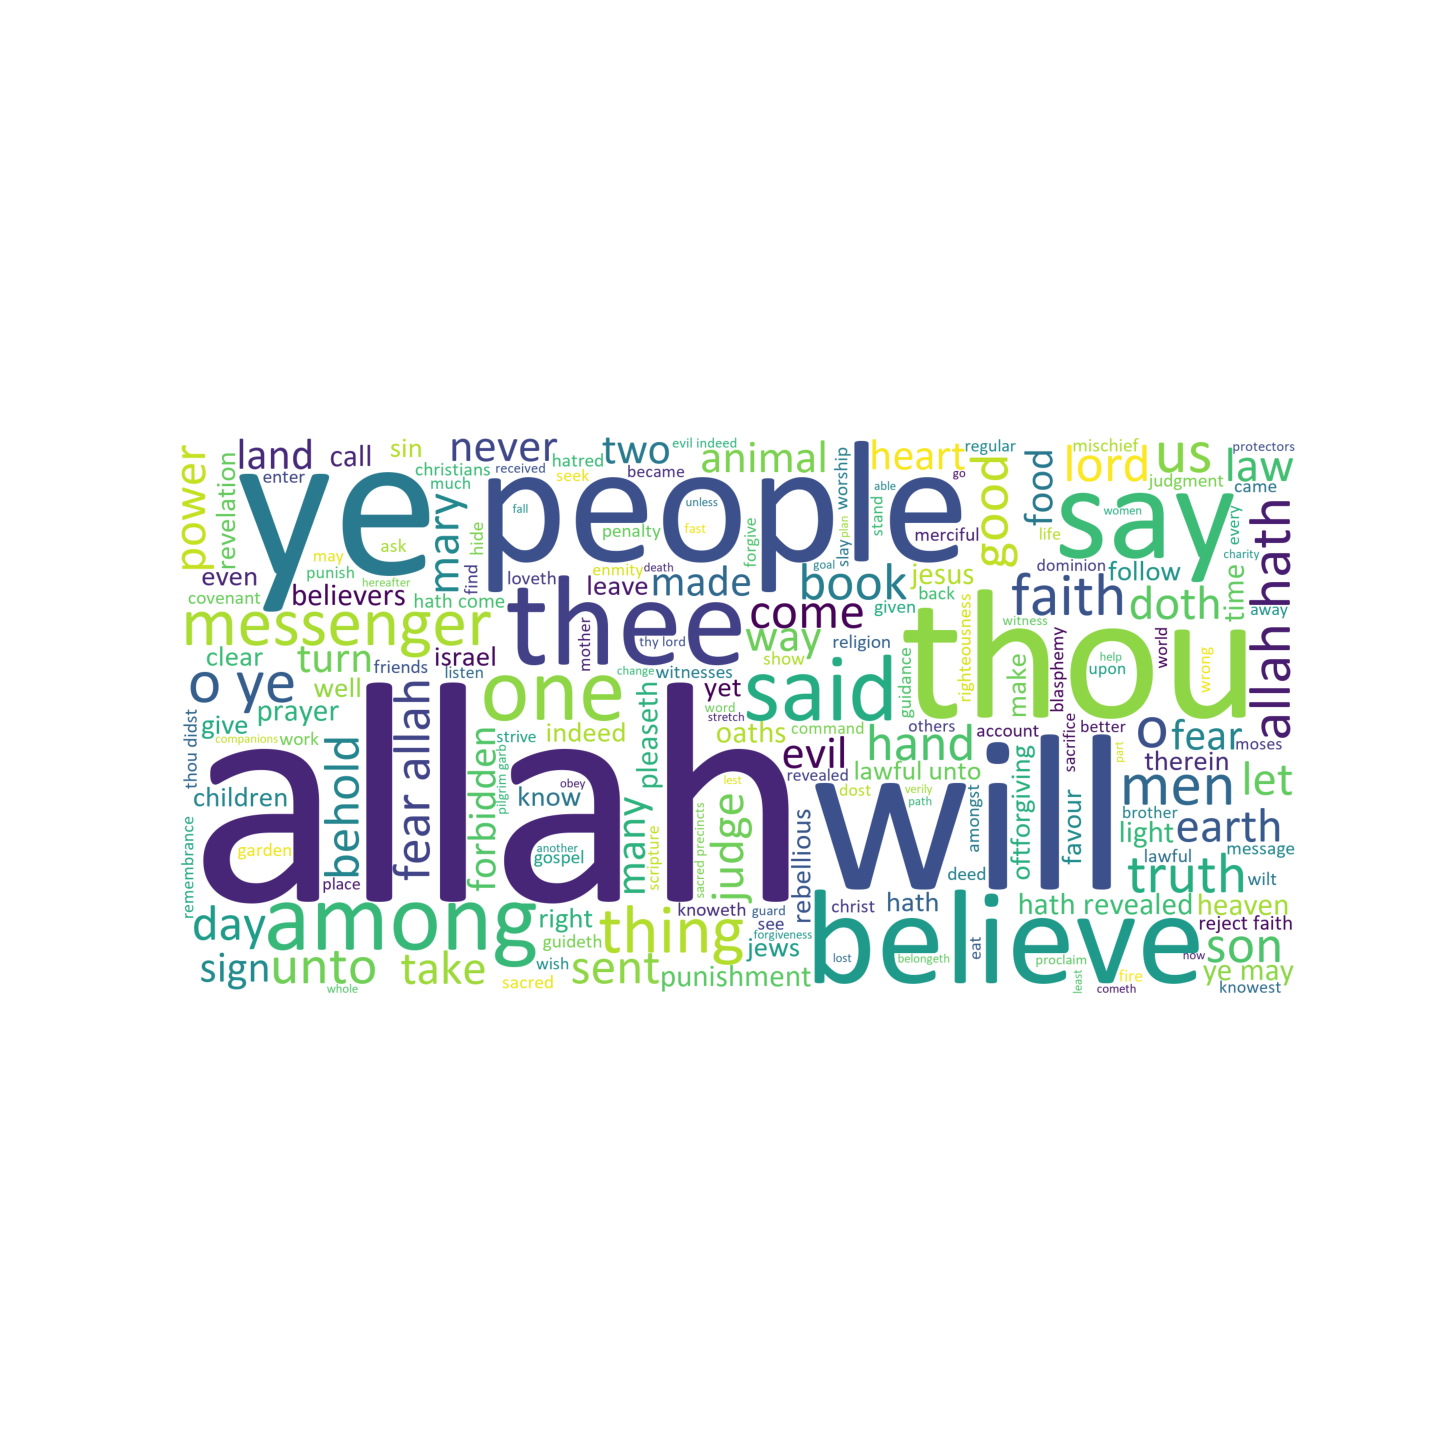 power
revelation
land
call
sin
never
two
evil indeed
animal
heart
regular
good
food
lord
mischief
us
law
protectors
enter
christians
received
hatred
seek
became
much
worship
able
go
judgment
came
ye
people
say
mary
hide
fall
unless
penalty
fast
forgive
slay
plan
stand
merciful
women
life
every
charity
may
ask
even
punish
hereafter
covenant
believers
hath come
find
loveth
enmity
death
leave
made
goal
book
jesus
back
given
dominion
follow
faith
doth
time
away
allah hath
messenger
thee
mother
thy lord
come
way
show
religion
righteousness
witness
thou
blasphemy
world
help
upon
wrong
clear
turn
friends
israel
listen
change
witnesses
o ye
well
fear allah
one
pleaseth
yet
word
stretch
said
guidance
make
give
prayer
thou didst
companions
work
behold
forbidden
strive
pilgrim garb
indeed
oaths
command
others
account
sacrifice
better
part
o
fear
moses
therein
evil
hand
revealed
lawful unto
allah
obey
know
lest
dost
verily
path
will
amongst
oftforgiving
favour
men
let
children
many
judge
rebellious
brother
light
earth
message
remembrance
garden
another
gospel
scripture
sacred precincts
deed
lawful
truth
wilt
place
day
among
right
guideth
thing
knoweth
guard
see
forgiveness
jews
christ
hath
hath revealed
heaven
reject faith
sign
unto
take
wish
sacred
sent
punishment
believe
lost
belongeth
eat
proclaim
least
fire
cometh
now
son
ye may
knowest
whole